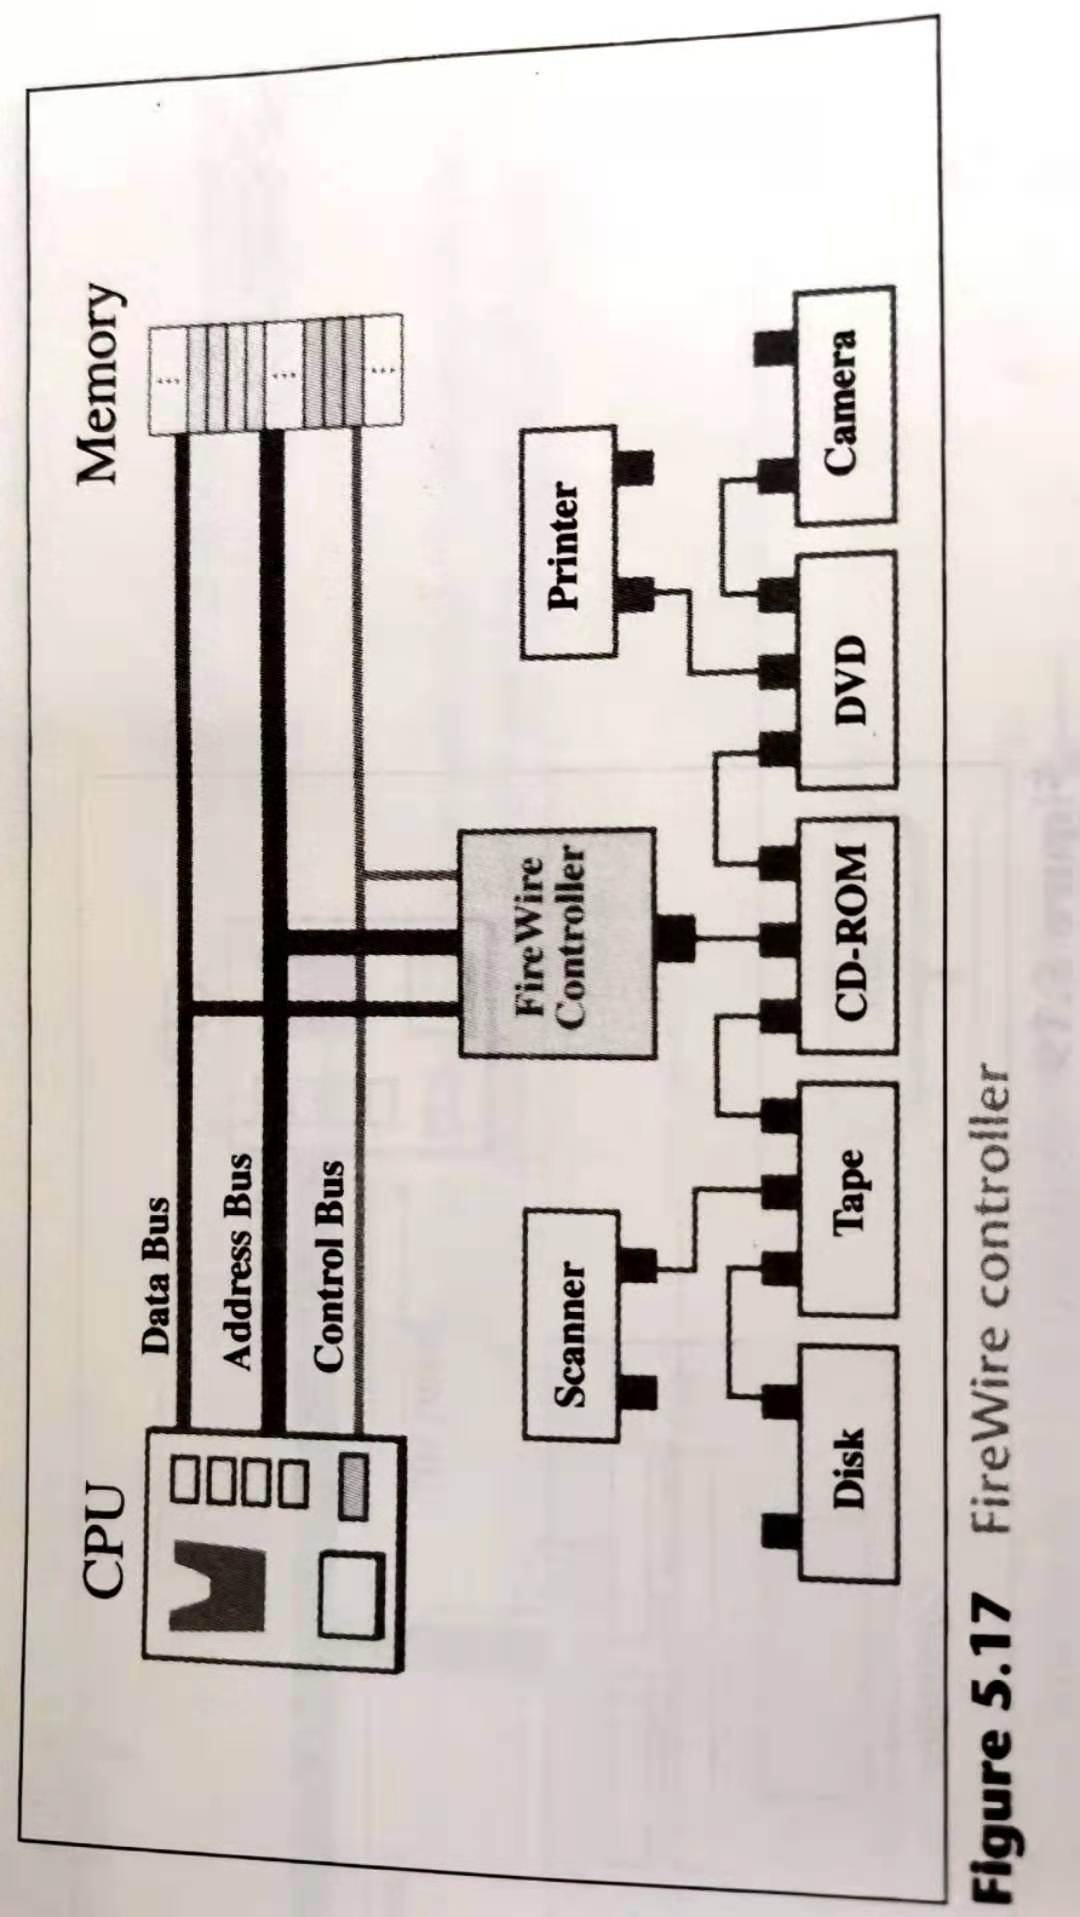 CPU
Memory
Data Bus
Address Bus
Control Bus
FireWire
Controller
Scanner
Printer
Disk
Tape
CD-ROM
DVD
Camera
Figure 5.17 FireWire controller